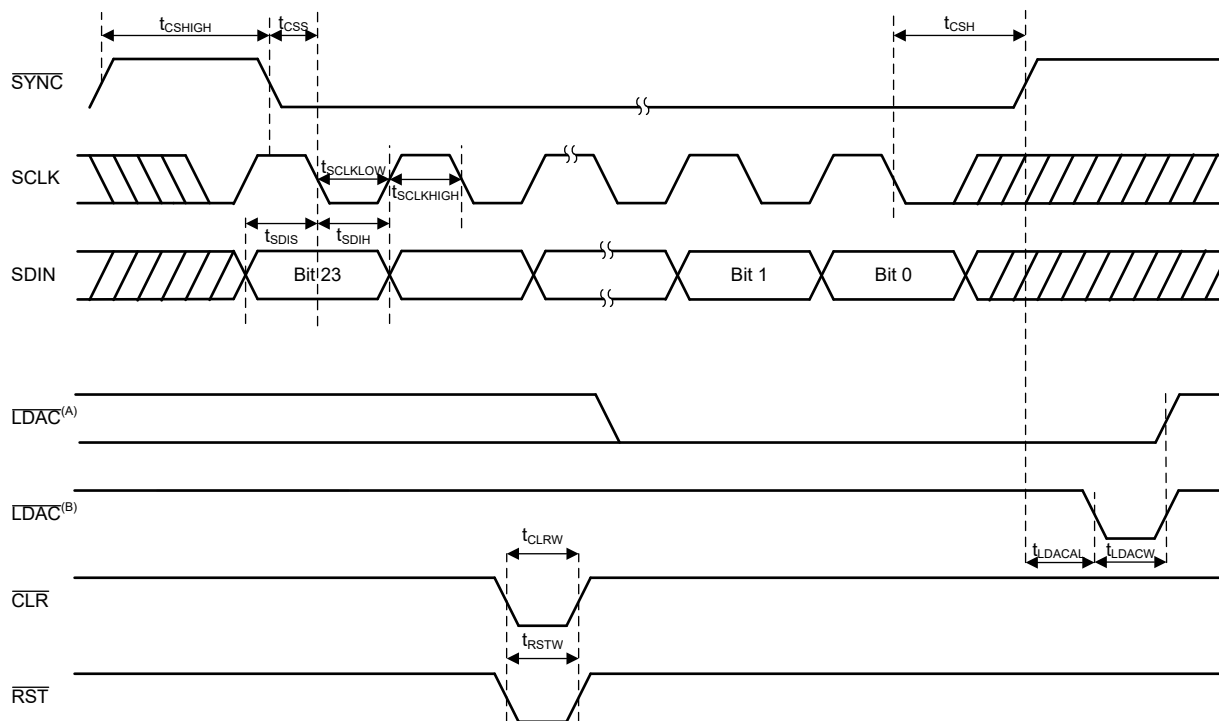 tCSHIGH
tCSS
tCSH
SYNC
SCLK
tSCLKLOW
tSCLKHIGH
tSDIS
tSDIH
SDIN
Bit 23
Bit 1
Bit 0
LDAC(A)
LDAC(B)
tLDACAL
tLDACW
tCLRW
CLR
tRSTW
RST